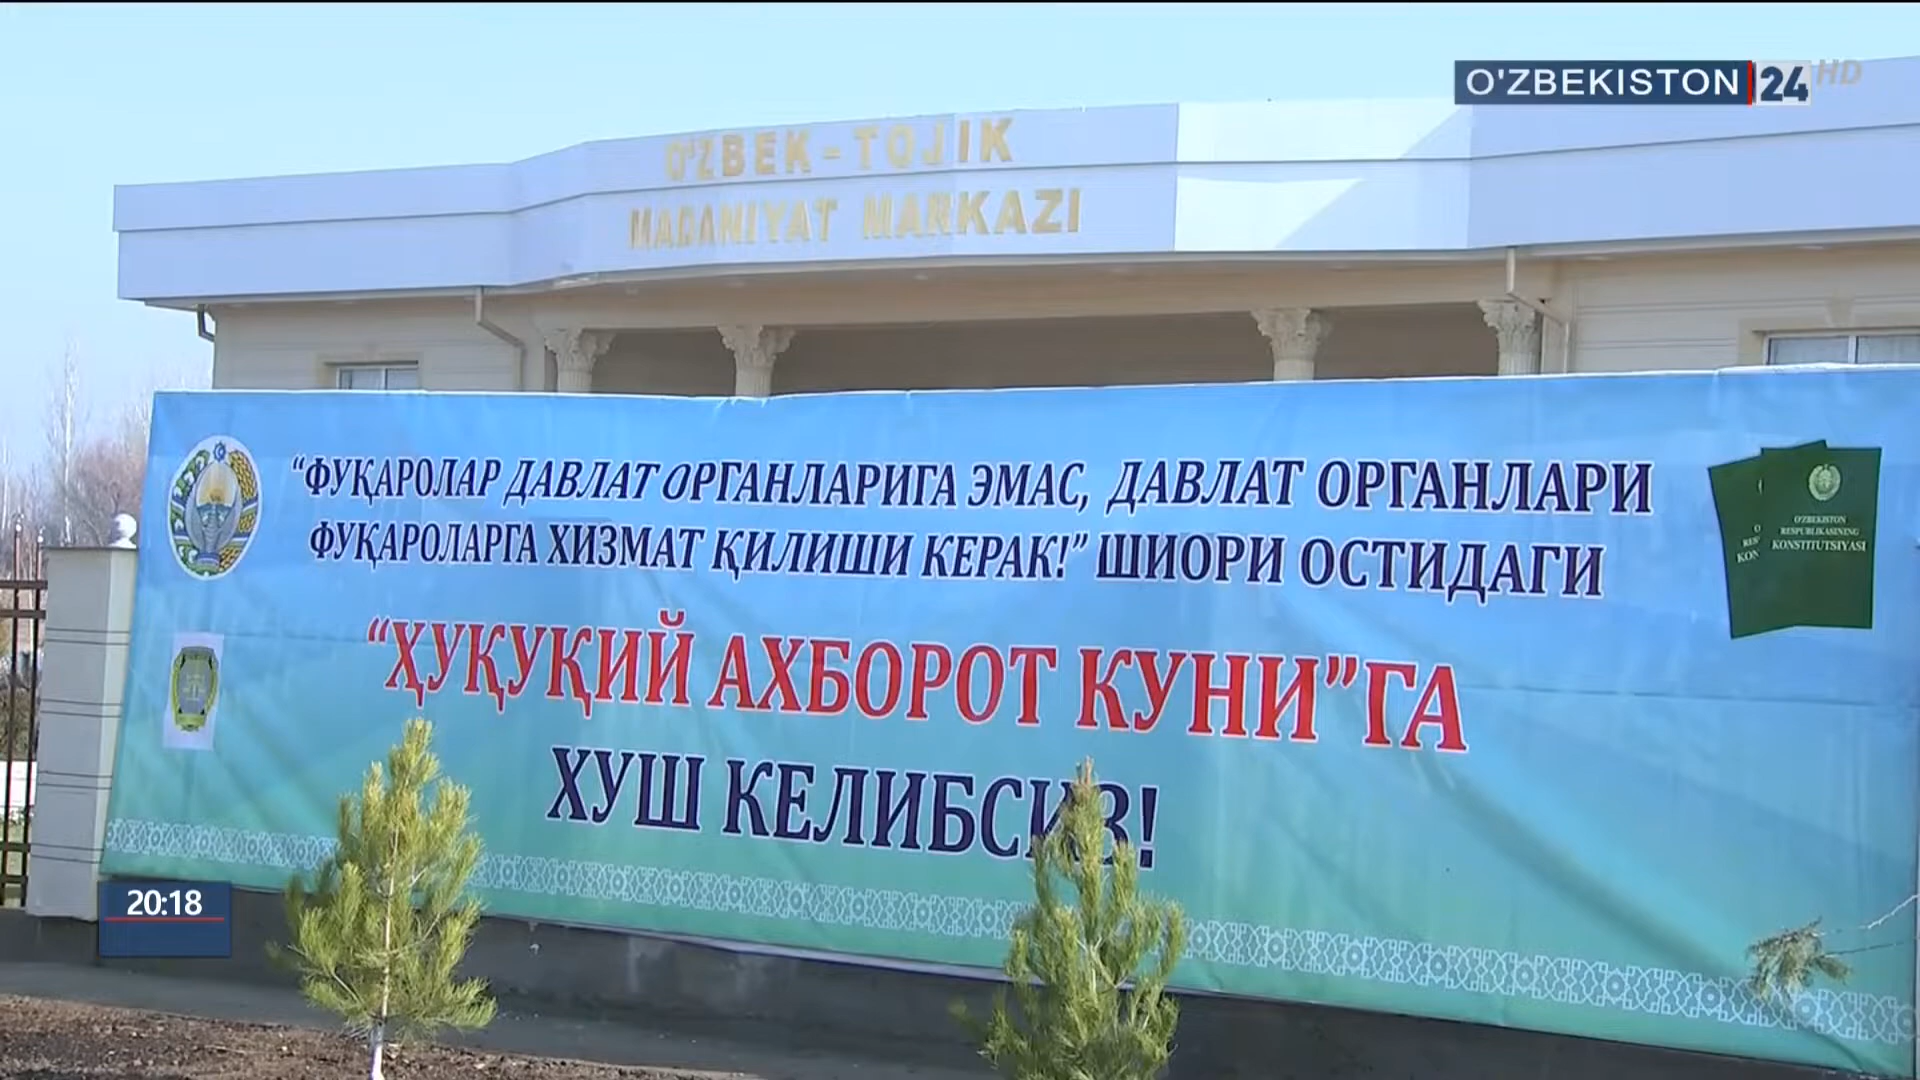 O'ZBEKISTON 24 HD
O'ZBEK - TOJIK
MADANIYAT MARKAZI
“ФУҚАРОЛАР ДАВЛАТ ОРГАНЛАРИГА ЭМАС, ДАВЛАТ ОРГАНЛАРИ
ФУҚАРОЛАРГА ХИЗМАТ ҚИЛИШИ КЕРАК!” ШИОРИ ОСТИДАГИ
“ҲУҚУҚИЙ АХБОРОТ КУНИ”ГА
ХУШ КЕЛИБСИЗ!
O'ZBEKISTON
RESPUBLIKASINING
KONSTITUTSIYASI
20:18